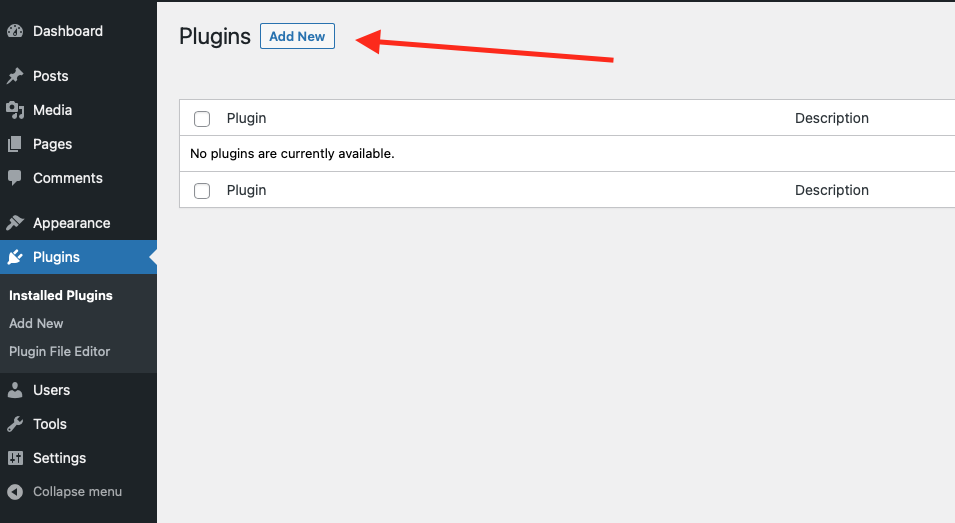 Dashboard
Posts
Media
Pages
Comments
Appearance
Plugins
Installed Plugins
Add New
Plugin File Editor
Users
Tools
Settings
Collapse menu
Plugins Add New
Plugin Description
No plugins are currently available.
Plugin Description